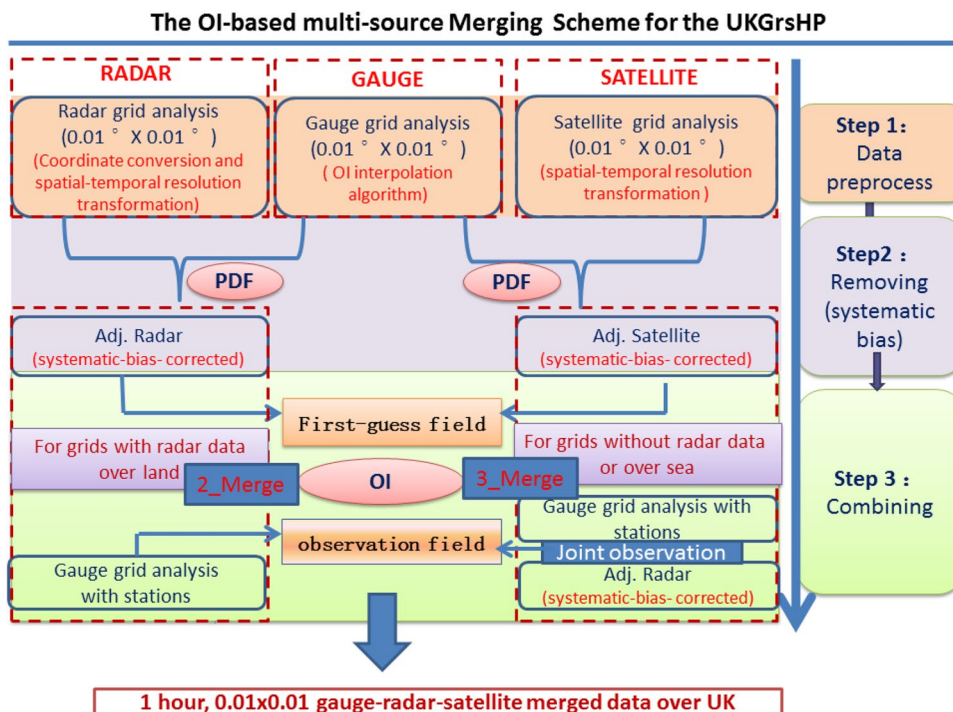 The OI-based multi-source Merging Scheme for the UKGrsHP
RADAR
GAUGE
SATELLITE
Radar grid analysis
(0.01 ° X 0.01 ° )
(Coordinate conversion and
spatial-temporal resolution
transformation)
Gauge grid analysis
(0.01 ° X 0.01 ° )
( OI interpolation
algorithm)
Satellite grid analysis
(0.01 ° X 0.01 ° )
(spatial-temporal resolution
transformation )
Step 1:
Data
preprocess
PDF
PDF
Step2 :
Removing
(systematic
bias)
Adj. Radar
(systematic-bias- corrected)
Adj. Satellite
(systematic-bias- corrected)
First-guess field
For grids with radar data
over land
For grids without radar data
or over sea
2_Merge
OI
3_Merge
Step 3 :
Combining
Gauge grid analysis with
stations
observation field
Joint observation
Gauge grid analysis
with stations
Adj. Radar
(systematic-bias- corrected)
1 hour, 0.01x0.01 gauge-radar-satellite merged data over UK